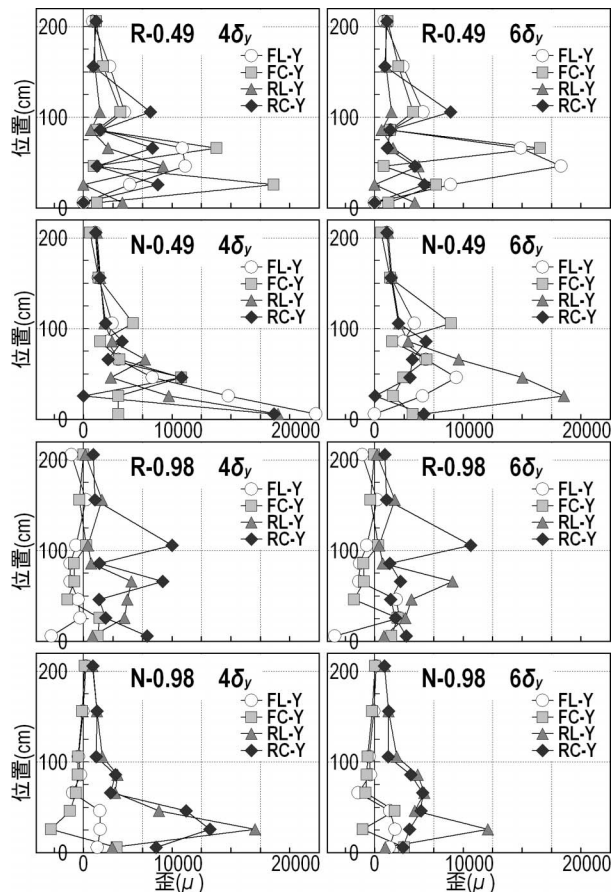 R-0.49 4δy
FL-Y
FC-Y
RL-Y
RC-Y
200
100
0
位置(cm)
R-0.49 6δy
FL-Y
FC-Y
RL-Y
RC-Y
N-0.49 4δy
FL-Y
FC-Y
RL-Y
RC-Y
200
100
0
位置(cm)
0 10000 20000
N-0.49 6δy
FL-Y
FC-Y
RL-Y
RC-Y
0 10000 20000
R-0.98 4δy
FL-Y
FC-Y
RL-Y
RC-Y
200
100
0
位置(cm)
R-0.98 6δy
FL-Y
FC-Y
RL-Y
RC-Y
N-0.98 4δy
FL-Y
FC-Y
RL-Y
RC-Y
200
100
0
位置(cm)
0 10000 20000
歪(μ)
N-0.98 6δy
FL-Y
FC-Y
RL-Y
RC-Y
0 10000 20000
歪(μ)